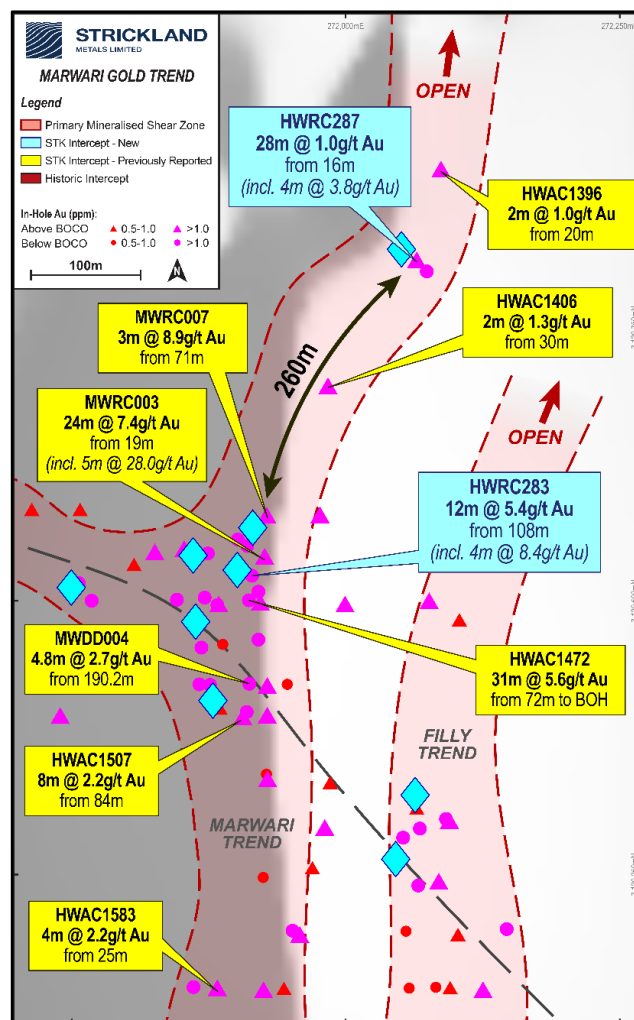 STRICKLAND
METALS LIMITED
MARWARI GOLD TREND
Legend
Primary Mineralised Shear Zone
STK Intercept - New
STK Intercept - Previously Reported
Historic Intercept
In-Hole Au (ppm):
Above BOCO 0.5-1.0 >1.0
Below BOCO 0.5-1.0 >1.0
100m
N
272,000mE
272,250mE
OPEN
HWRC287
28m @ 1.0g/t Au
from 16m
(incl. 4m @ 3.8g/t Au)
HWAC1396
2m @ 1.0g/t Au
from 20m
MWRC007
3m @ 8.9g/t Au
from 71m
260m
HWAC1406
2m @ 1.3g/t Au
from 30m
MWRC003
24m @ 7.4g/t Au
from 19m
(incl. 5m @ 28.0g/t Au)
OPEN
HWRC283
12m @ 5.4g/t Au
from 108m
(incl. 4m @ 8.4g/t Au)
MWDD004
4.8m @ 2.7g/t Au
from 190.2m
HWAC1472
31m @ 5.6g/t Au
from 72m to BOH
HWAC1507
8m @ 2.2g/t Au
from 84m
FILLY
TREND
MARWARI
TREND
HWAC1583
4m @ 2.2g/t Au
from 25m